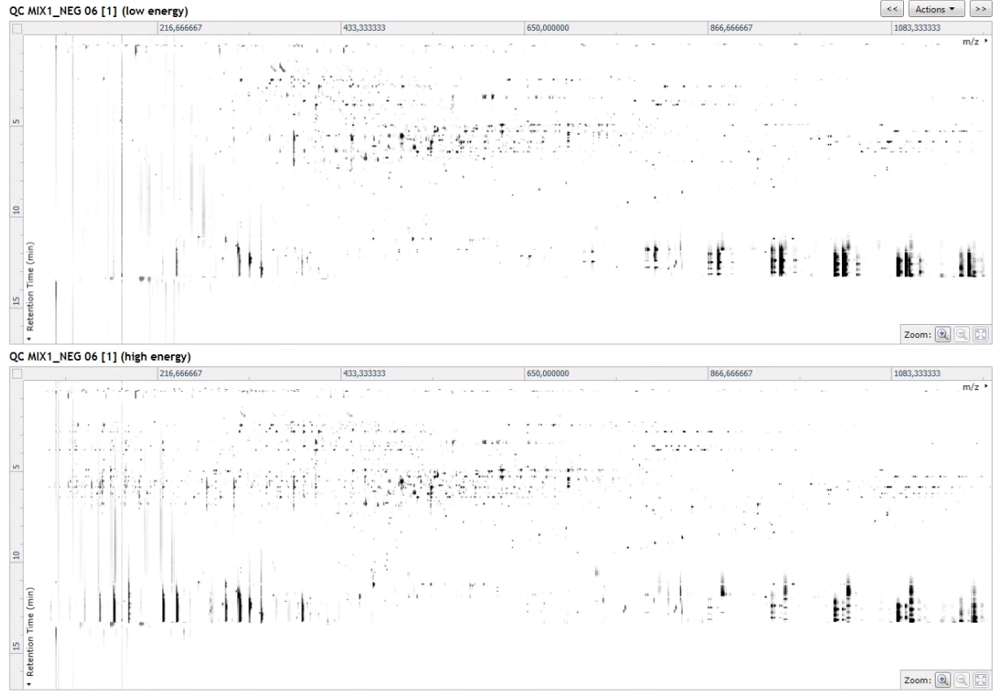 QC MIX1_NEG 06 [1] (low energy)
<< Actions >>
216,666667 433,333333 650,000000 866,666667 1083,333333
m/z
5
10
15
Retention Time (min)
Zoom:
QC MIX1_NEG 06 [1] (high energy)
216,666667 433,333333 650,000000 866,666667 1083,333333
m/z
5
10
15
Retention Time (min)
Zoom: